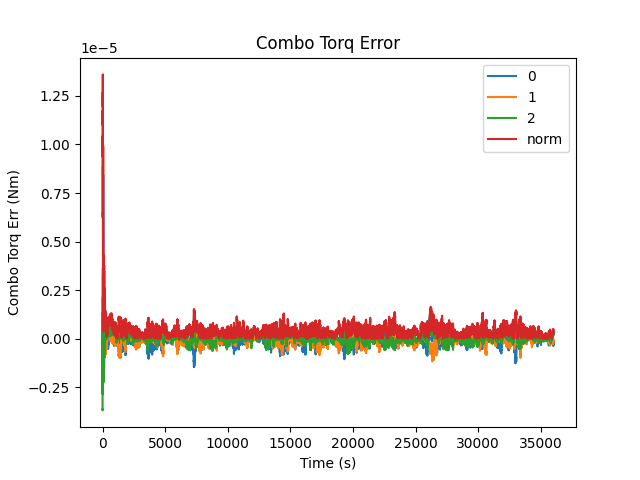 Combo Torq Error
1e−5
0
1
2
norm
1.25
1.00
0.75
0.50
0.25
0.00
−0.25
Combo Torq Err (Nm)
0 5000 10000 15000 20000 25000 30000 35000
Time (s)